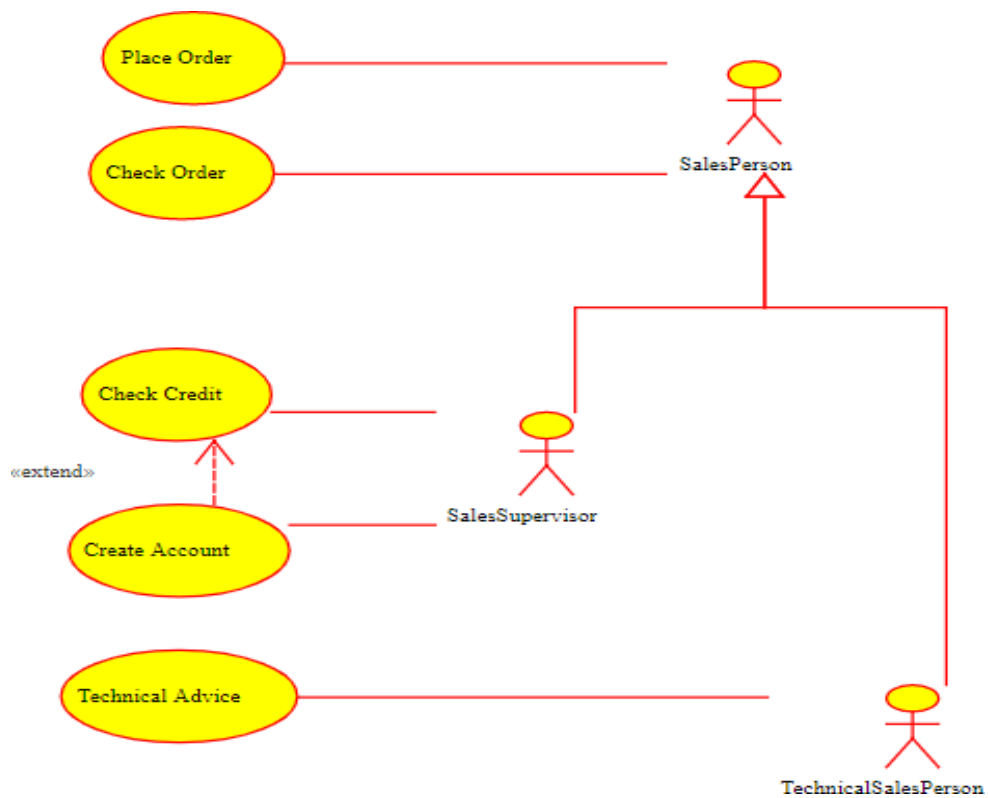 Place Order
SalesPerson
Check Order
Check Credit
«extend»
SalesSupervisor
Create Account
Technical Advice
TechnicalSalesPerson